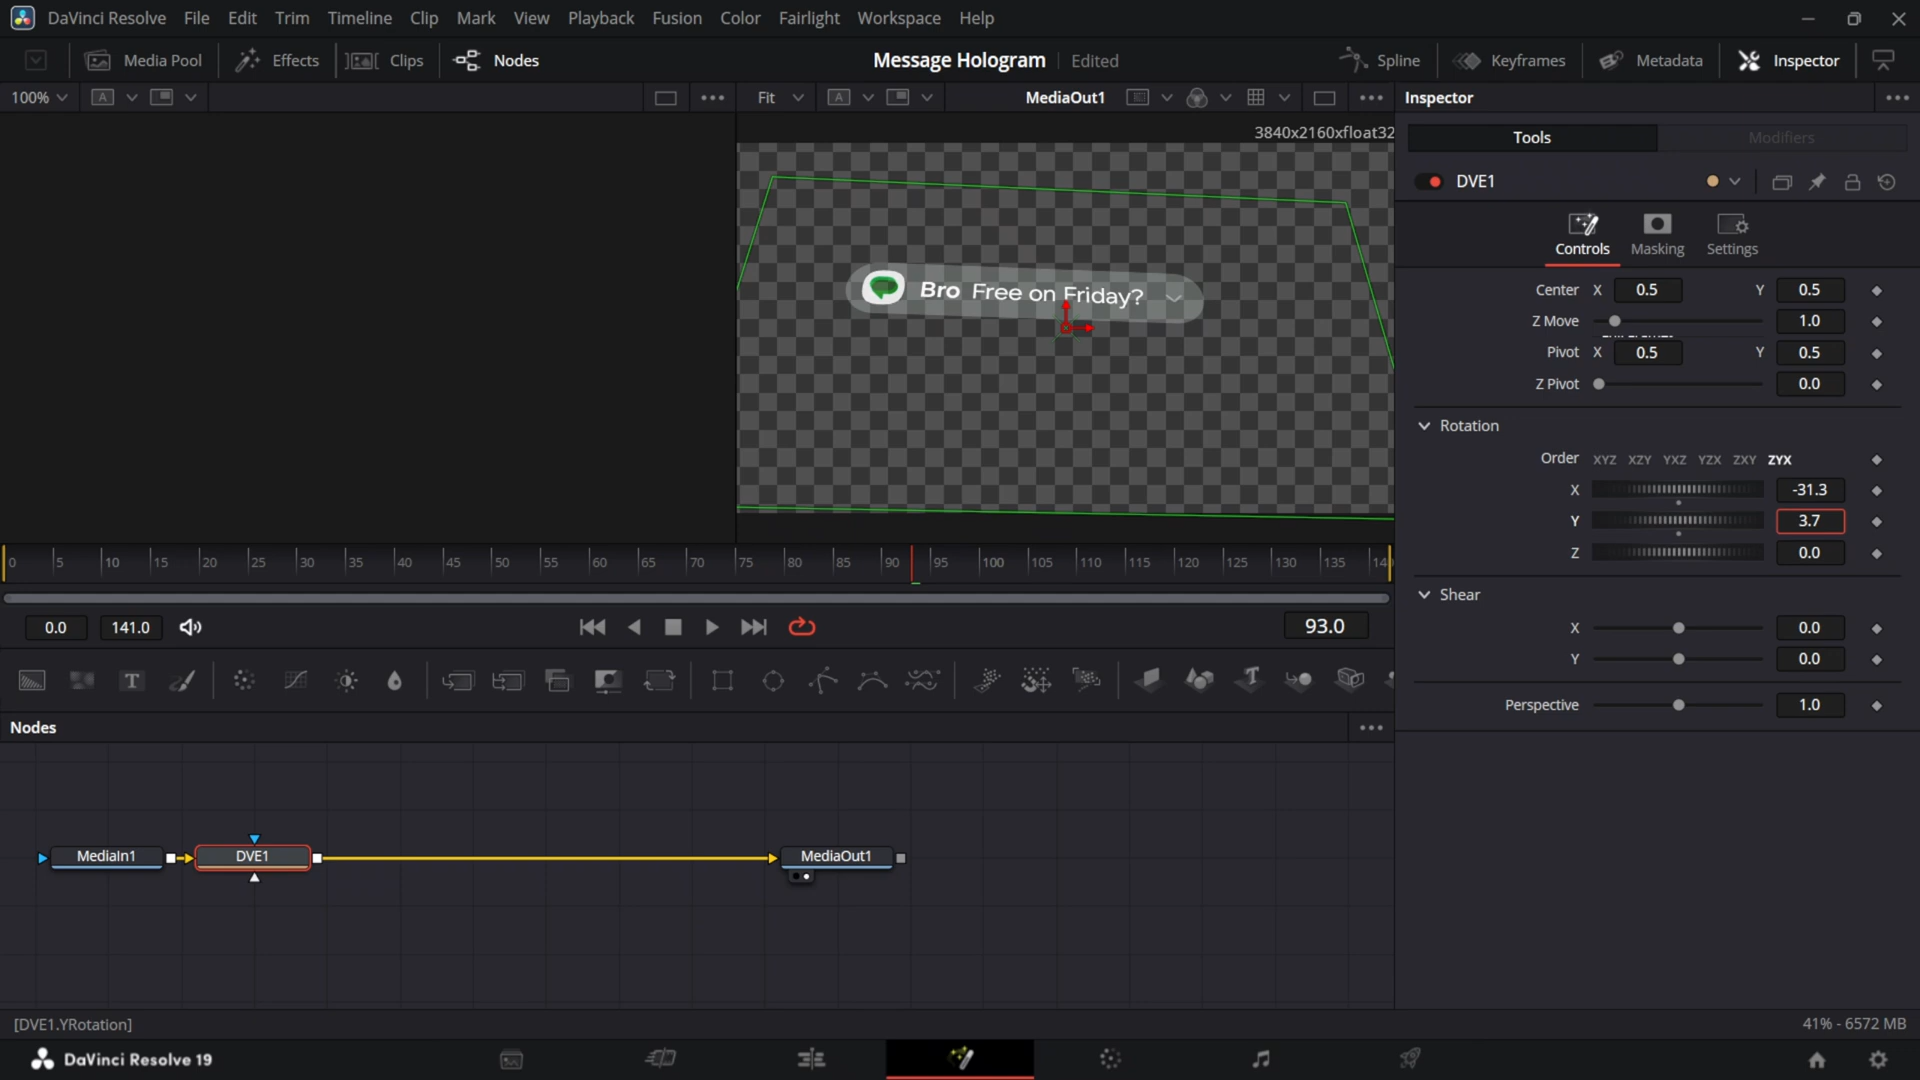 DaVinci Resolve File Edit Trim Timeline Clip Mark View Playback Fusion Color Fairlight Workspace Help
Media Pool Effects Clips Nodes Message Hologram Edited Spline Keyframes Metadata Inspector
100% A Fit A MediaOut1 Inspector
3840x2160xfloat32
Tools Modifiers
DVE1
Controls Masking Settings
Bro Free on Friday?
Center X 0.5 Y 0.5
Z Move 1.0
Pivot X 0.5 Y 0.5
Z Pivot 0.0
Rotation
Order XYZ XZY YXZ YZX ZXY ZYX
X -31.3
Y 3.7
Z 0.0
Shear
X 0.0
Y 0.0
Perspective 1.0
0 5 10 15 20 25 30 35 40 45 50 55 60 65 70 75 80 85 90 95 100 105 110 115 120 125 130 135 14
0.0 141.0 93.0
T T
Nodes
MediaIn1 DVE1 MediaOut1
[DVE1.YRotation] 41% - 6572 MB
DaVinci Resolve 19